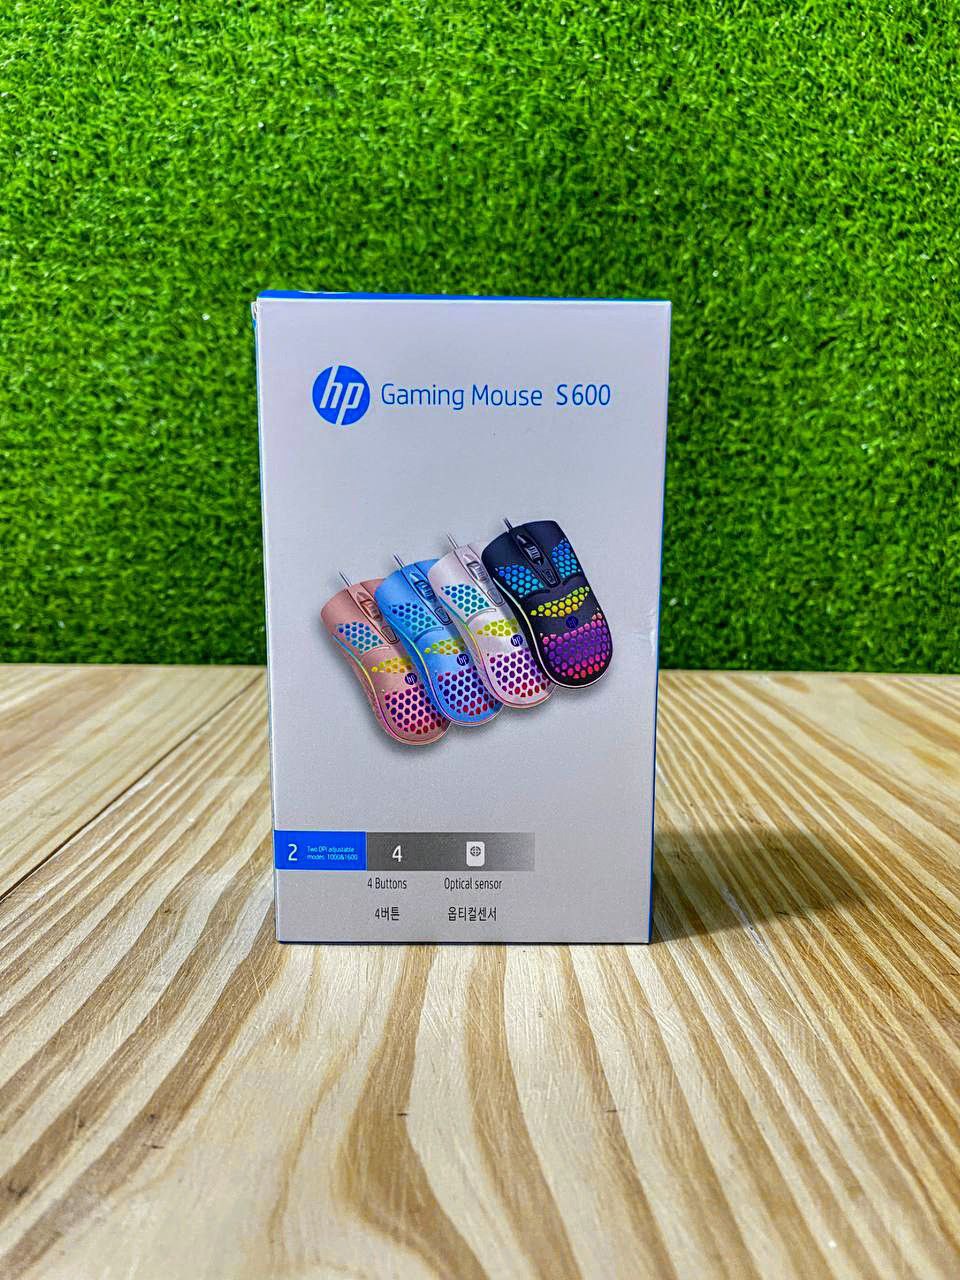 hp Gaming Mouse S600
2 Two DPI adjustable
modes: 1000&1600
4
4 Buttons Optical sensor
4버튼 옵티컬센서